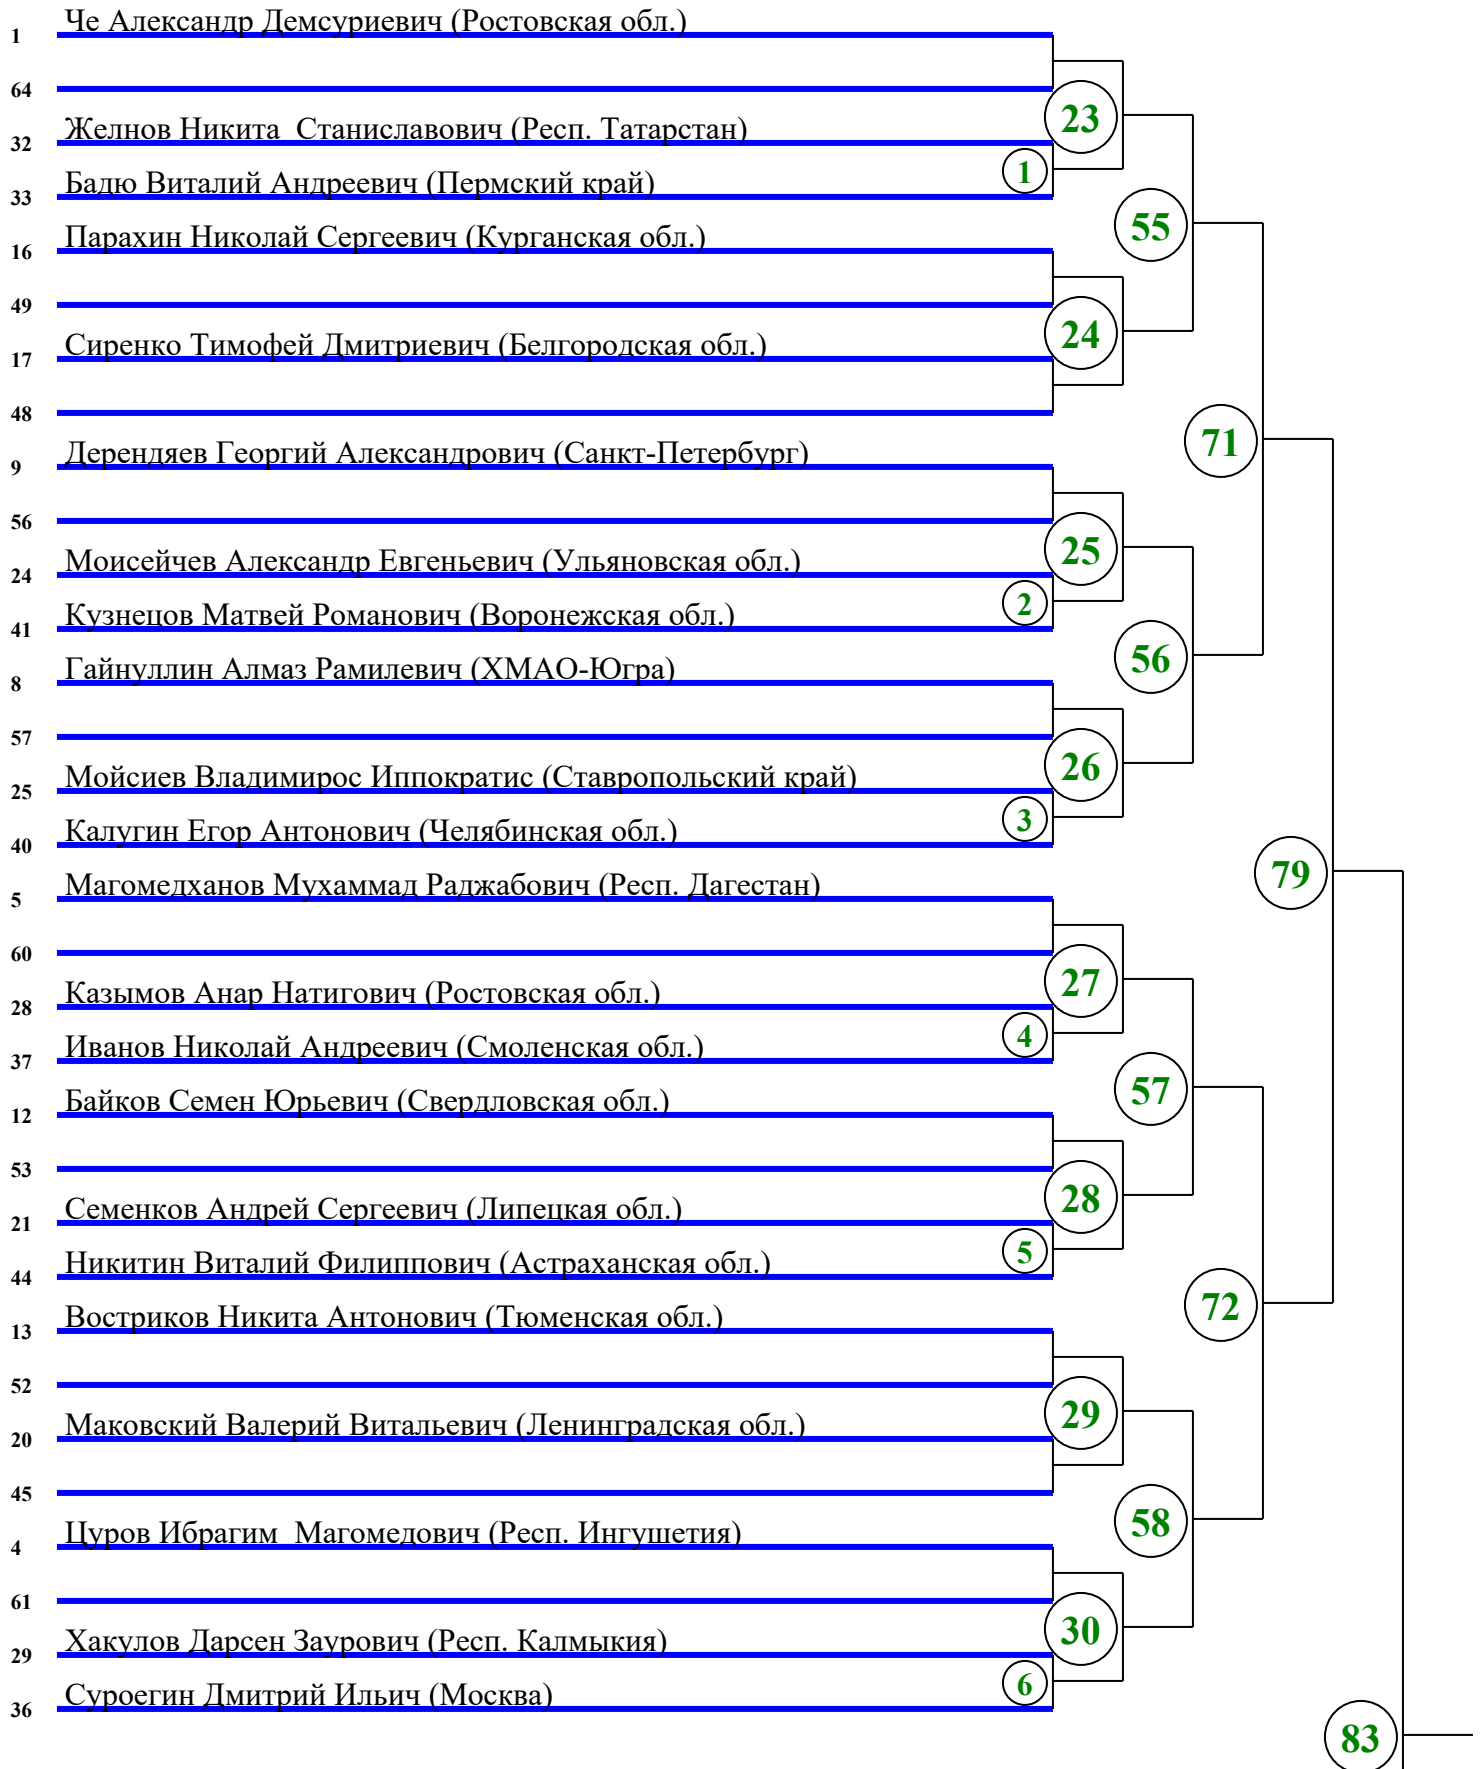 1 Че Александр Демсуриевич (Ростовская обл.)
64
23
32 Желнов Никита  Станиславович (Респ. Татарстан)
1
33 Бадю Виталий Андреевич (Пермский край)
55
16 Парахин Николай Сергеевич (Курганская обл.)
49
24
17 Сиренко Тимофей Дмитриевич (Белгородская обл.)
48
71
9 Дерендяев Георгий Александрович (Санкт-Петербург)
56
25
24 Моисейчев Александр Евгеньевич (Ульяновская обл.)
2
41 Кузнецов Матвей Романович (Воронежская обл.)
56
8 Гайнуллин Алмаз Рамилевич (ХМАО-Югра)
57
26
25 Мойсиев Владимирос Иппократис (Ставропольский край)
3
40 Калугин Егор Антонович (Челябинская обл.)
79
5 Магомедханов Мухаммад Раджабович (Респ. Дагестан)
60
27
28 Казымов Анар Натигович (Ростовская обл.)
4
37 Иванов Николай Андреевич (Смоленская обл.)
57
12 Байков Семен Юрьевич (Свердловская обл.)
53
28
21 Семенков Андрей Сергеевич (Липецкая обл.)
5
44 Никитин Виталий Филиппович (Астраханская обл.)
72
13 Востриков Никита Антонович (Тюменская обл.)
52
29
20 Маковский Валерий Витальевич (Ленинградская обл.)
45
58
4 Цуров Ибрагим  Магомедович (Респ. Ингушетия)
61
30
29 Хакулов Дарсен Заурович (Респ. Калмыкия)
6
36 Суроегин Дмитрий Ильич (Москва)
83